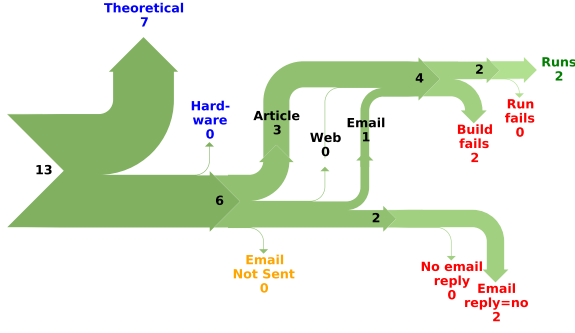 Theoretical
7
13
Hard-
ware
0
6
Email
Not Sent
0
Article
3
Web
0
Email
1
2
4
2
Runs
2
Run
fails
0
Build
fails
2
No email
reply
0
Email
reply=no
2